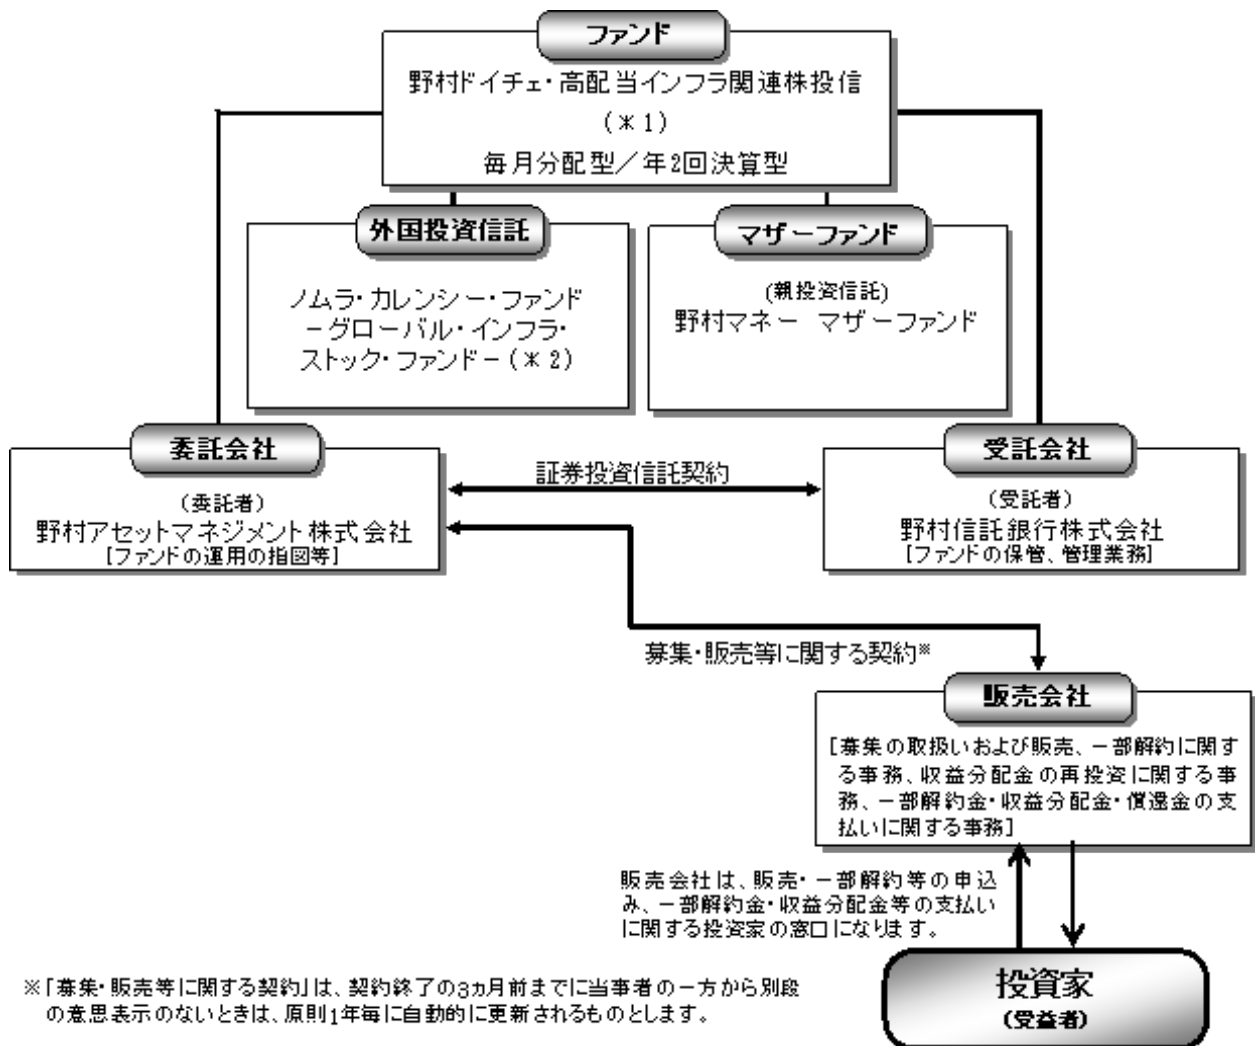 ファンド
野村ドイチェ・高配当インフラ関連株投信
(＊1)
毎月分配型／年2回決算型
外国投資信託
ノムラ・カレンシー・ファンド
－グローバル・インフラ・
ストック・ファンド－(＊2)
マザーファンド
(親投資信託)
野村マネー マザーファンド
委託会社
(委託者)
野村アセットマネジメント株式会社
[ファンドの運用の指図等]
証券投資信託契約
受託会社
(受託者)
野村信託銀行株式会社
[ファンドの保管、管理業務]
募集・販売等に関する契約※
販売会社
[募集の取扱いおよび販売、一部解約に関す
る事務、収益分配金の再投資に関する事
務、一部解約金・収益分配金・償還金の支
払いに関する事務]
販売会社は、販売・一部解約等の申込
み、一部解約金・収益分配金等の支払い
に関する投資家の窓口になります。
投資家
(受益者)
※「募集・販売等に関する契約」は、契約終了の3ヵ月前までに当事者の一方から別段
の意思表示のないときは、原則1年毎に自動的に更新されるものとします。